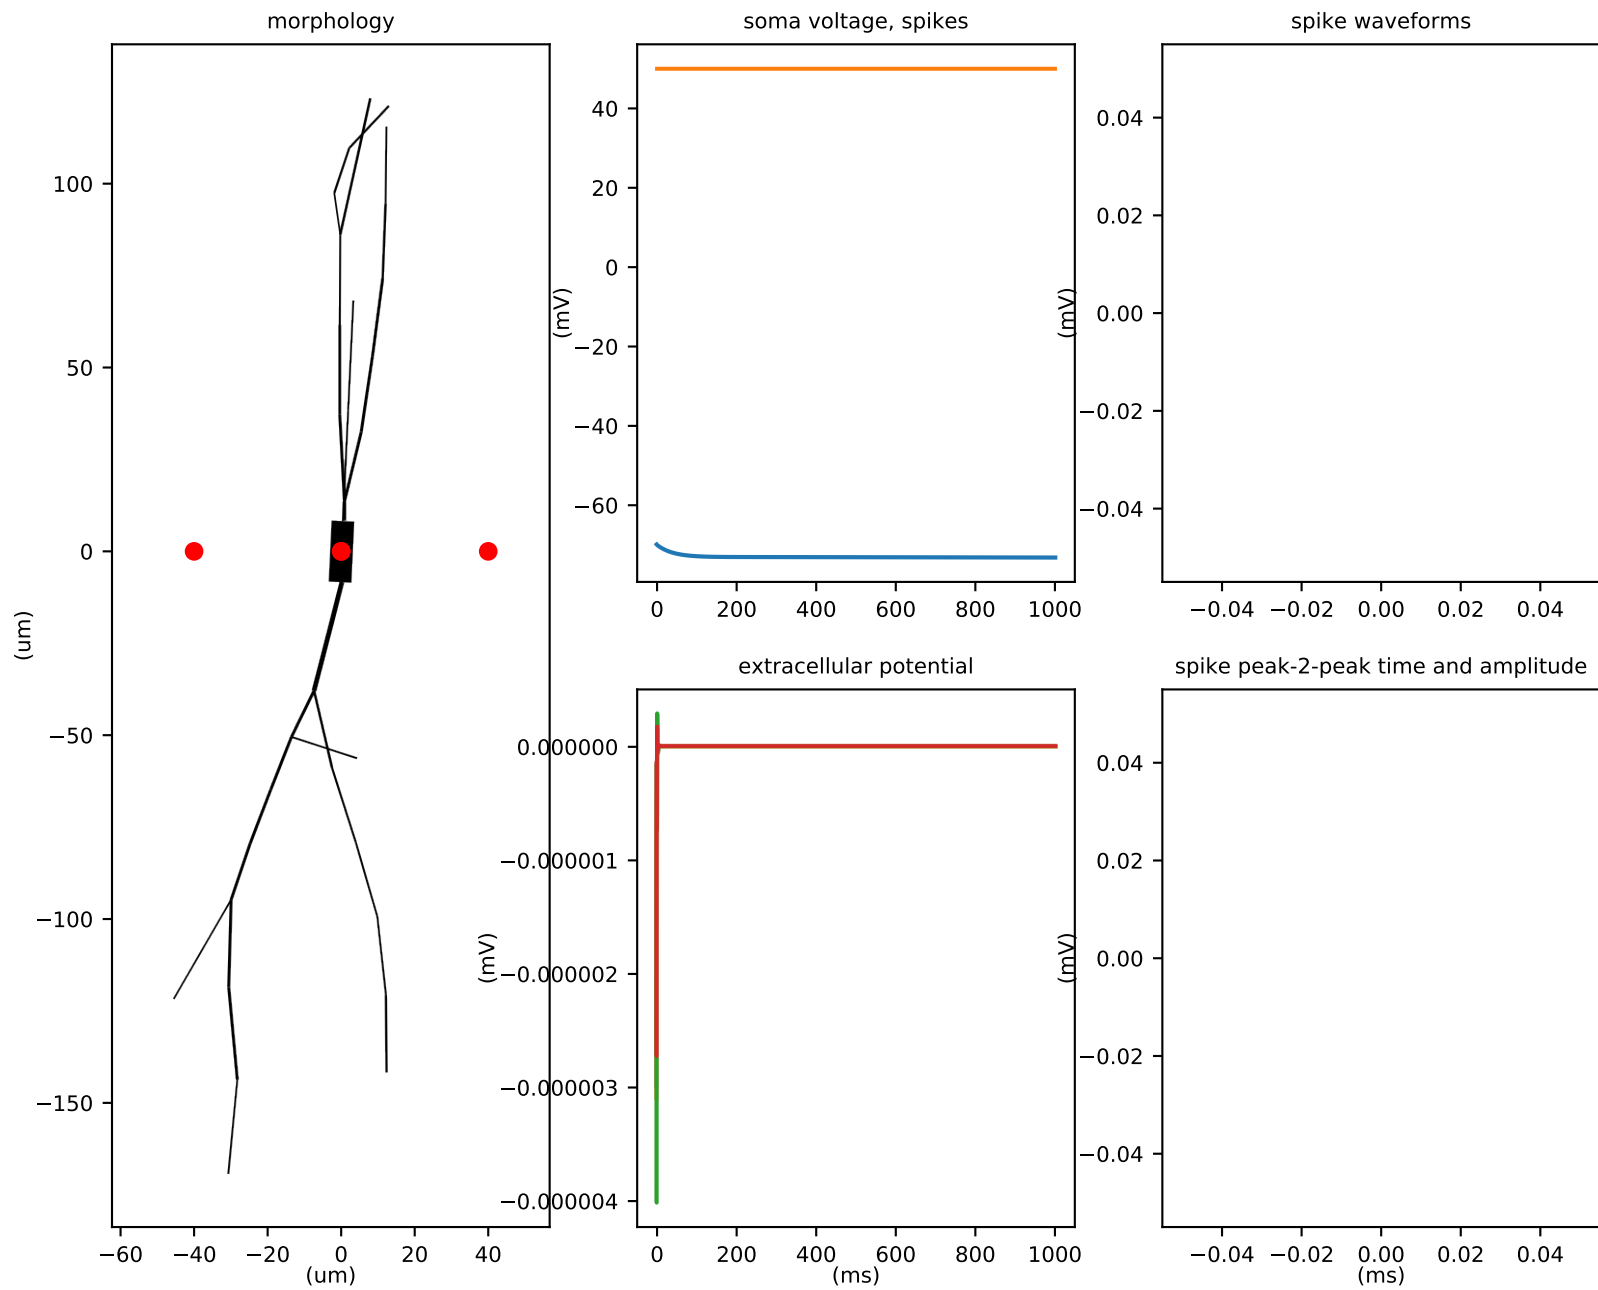 morphology
soma voltage, spikes
spike waveforms
100
50
0
−50
−100
−150
(um)
−60 −40 −20 0 20 40
(um)
40
20
0
−20
−40
−60
(mV)
0 200 400 600 800 1000
0.04
0.02
0.00
−0.02
−0.04
(mV)
−0.04 −0.02 0.00 0.02 0.04
extracellular potential
spike peak-2-peak time and amplitude
0.000000
−0.000001
−0.000002
−0.000003
−0.000004
(mV)
0 200 400 600 800 1000
(ms)
0.04
0.02
0.00
−0.02
−0.04
(mV)
−0.04 −0.02 0.00 0.02 0.04
(ms)